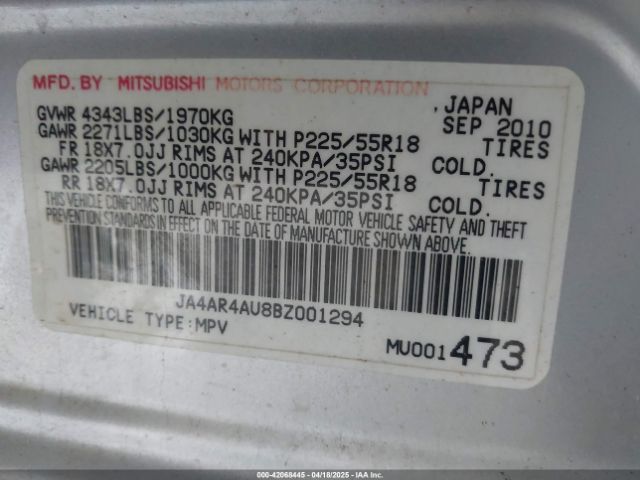 MFD. BY MITSUBISHI MOTORS CORPORATION
, JAPAN
GVWR 4343LBS/1970KG SEP 2010
GAWR 2271LBS/1030KG WITH P225/55R18 TIRES
FR 18X7.0JJ RIMS AT 240KPA/35PSI COLD.
GAWR 2205LBS/1000KG WITH P225/55R18 TIRES
RR 18X7.0JJ RIMS AT 240KPA/35PSI COLD.
THIS VEHICLE CONFORMS TO ALL APPLICABLE FEDERAL MOTOR VEHICLE SAFETY AND THEFT
PREVENTION STANDARDS IN EFFECT ON THE DATE OF MANUFACTURE SHOWN ABOVE.
JA4AR4AU8BZ001294
VEHICLE TYPE:MPV
MU001473
000-42068445 - 04/18/2025 - IAA Corp.